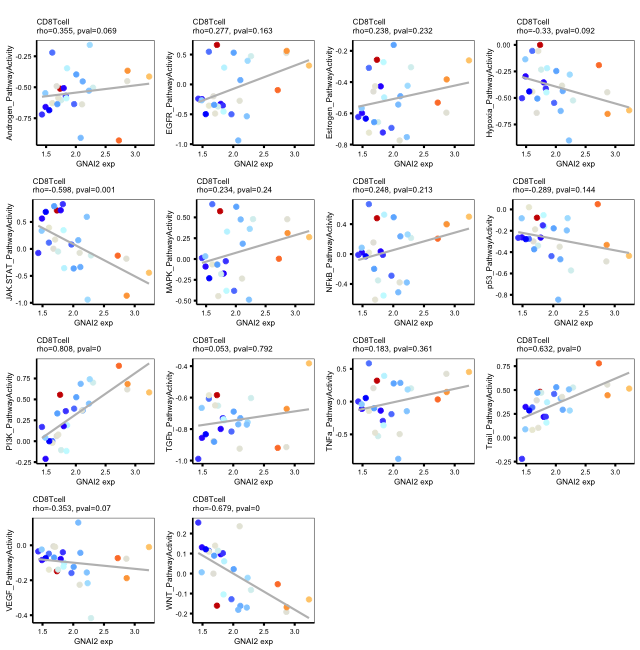 CD8Tcell
rho=0.355, pval=0.069
Androgen_PathwayActivity
-0.25
-0.50
-0.75
1.5 2.0 2.5 3.0
GNAI2 exp
CD8Tcell
rho=0.277, pval=0.163
EGFR_PathwayActivity
0.5
0.0
-0.5
-1.0
1.5 2.0 2.5 3.0
GNAI2 exp
CD8Tcell
rho=0.238, pval=0.232
Estrogen_PathwayActivity
-0.2
-0.4
-0.6
-0.8
1.5 2.0 2.5 3.0
GNAI2 exp
CD8Tcell
rho=-0.33, pval=0.092
Hypoxia_PathwayActivity
0.00
-0.25
-0.50
-0.75
1.5 2.0 2.5 3.0
GNAI2 exp
CD8Tcell
rho=-0.598, pval=0.001
JAK.STAT_PathwayActivity
0.5
0.0
-0.5
-1.0
1.5 2.0 2.5 3.0
GNAI2 exp
CD8Tcell
rho=0.234, pval=0.24
MAPK_PathwayActivity
0.50
0.25
0.00
-0.25
-0.50
1.5 2.0 2.5 3.0
GNAI2 exp
CD8Tcell
rho=0.248, pval=0.213
NFkB_PathwayActivity
0.4
0.0
-0.4
1.5 2.0 2.5 3.0
GNAI2 exp
CD8Tcell
rho=-0.289, pval=0.144
p53_PathwayActivity
0.0
-0.2
-0.4
-0.6
-0.8
1.5 2.0 2.5 3.0
GNAI2 exp
CD8Tcell
rho=0.808, pval=0
PI3K_PathwayActivity
0.75
0.50
0.25
0.00
-0.25
1.5 2.0 2.5 3.0
GNAI2 exp
CD8Tcell
rho=0.053, pval=0.792
TGFb_PathwayActivity
-0.4
-0.6
-0.8
-1.0
1.5 2.0 2.5 3.0
GNAI2 exp
CD8Tcell
rho=0.183, pval=0.361
TNFa_PathwayActivity
0.5
0.0
-0.5
1.5 2.0 2.5 3.0
GNAI2 exp
CD8Tcell
rho=0.632, pval=0
Trail_PathwayActivity
0.75
0.50
0.25
0.00
-0.25
1.5 2.0 2.5 3.0
GNAI2 exp
CD8Tcell
rho=-0.353, pval=0.07
VEGF_PathwayActivity
0.0
-0.2
-0.4
1.5 2.0 2.5 3.0
GNAI2 exp
CD8Tcell
rho=-0.679, pval=0
WNT_PathwayActivity
0.2
0.1
0.0
-0.1
-0.2
1.5 2.0 2.5 3.0
GNAI2 exp